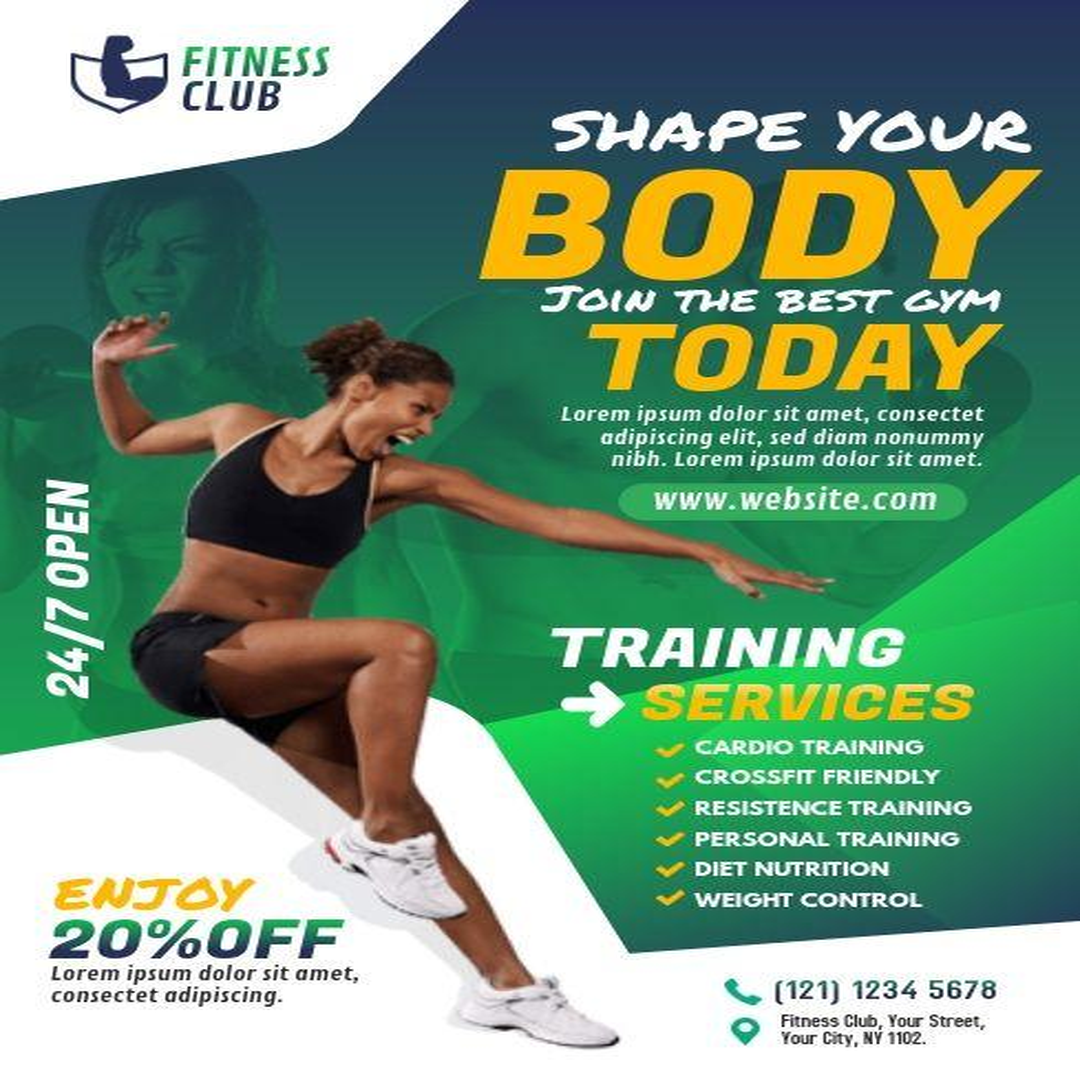 FITNESS
CLUB
SHAPE YOUR
BODY
JOIN THE BEST GYM
TODAY
Lorem ipsum dolor sit amet, consectet
adipiscing elit, sed diam nonummy
nibh. Lorem ipsum dolor sit amet.
www.website.com
24/7 OPEN
TRAINING
SERVICES
CARDIO TRAINING
CROSSFIT FRIENDLY
RESISTENCE TRAINING
PERSONAL TRAINING
DIET NUTRITION
WEIGHT CONTROL
ENJOY
20%OFF
Lorem ipsum dolor sit amet,
consectet adipiscing.
(121) 1234 5678
Fitness Club, Your Street,
Your City, NY 1102.